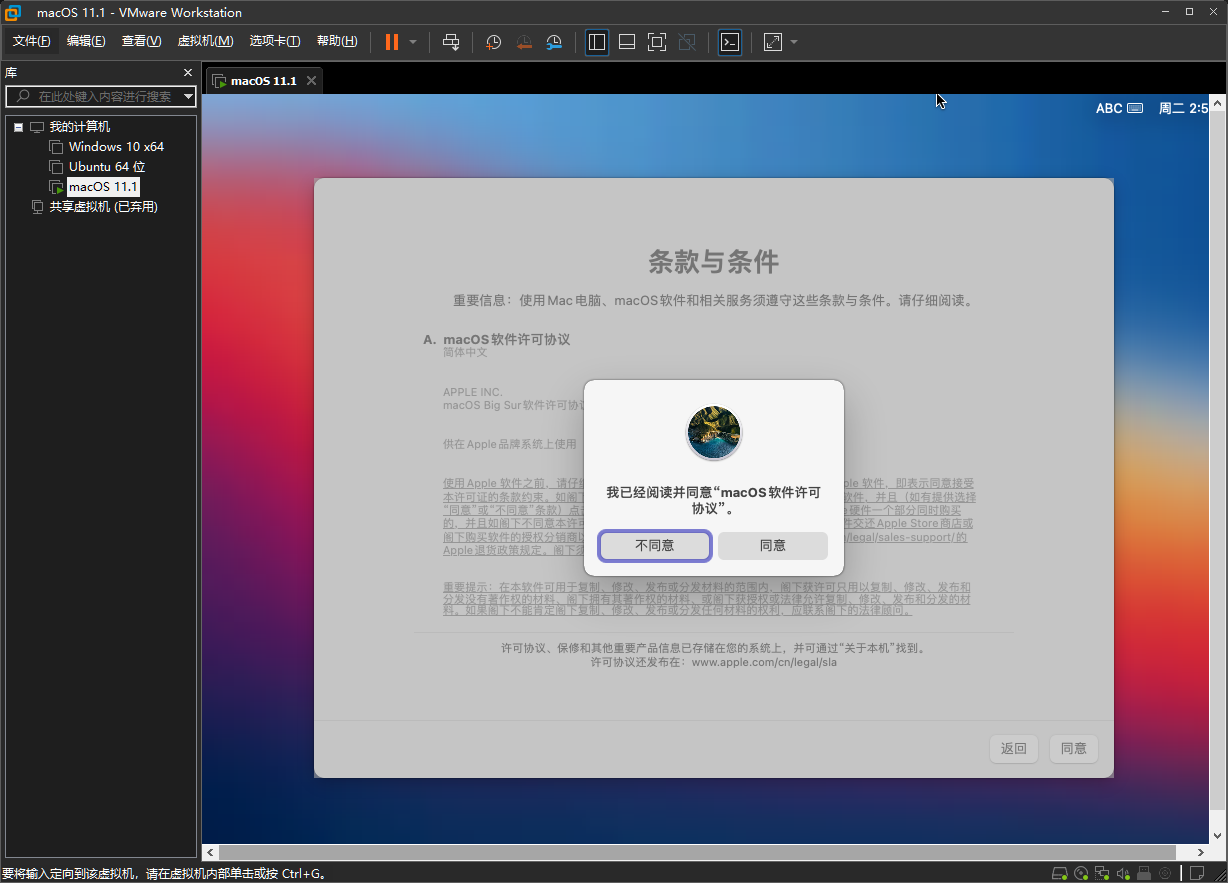 macOS 11.1 - VMware Workstation
文件(F) 编辑(E) 查看(V) 虚拟机(M) 选项卡(T) 帮助(H)
库
在此处键入内容进行搜索
我的计算机
Windows 10 x64
Ubuntu 64 位
macOS 11.1
共享虚拟机 (已弃用)
macOS 11.1
ABC 周二 2:5
条款与条件
重要信息：使用 Mac 电脑、macOS 软件和相关服务须遵守这些条款与条件。请仔细阅读。
A. macOS 软件许可协议
简体中文
APPLE INC.
macOS Big Sur 软件许可协议
供在 Apple 品牌系统上使用
使用 Apple 软件之前，请仔细 ple 软件，即表示同意接受
本许可证的条款约束。如阁下 软件、并且（如有提供选择
“同意”或“不同意”条款）点击 e 硬件一个部分同时购买
的，并且如阁下不同意本许可 件交还 Apple Store 商店或
阁下购买软件的授权分销商以 /legal/sales-support/ 的
Apple 退货政策规定。阁下须
重要提示：在本软件可用于复制、修改、发布或分发材料的范围内，阁下获许可只用以复制、修改、发布和
分发没有著作权的材料、阁下拥有其著作权的材料，或阁下获授权或法律允许复制、修改、发布和分发的材
料。如果阁下不能肯定阁下复制、修改、发布或分发任何材料的权利，应联系阁下的法律顾问。
我已经阅读并同意“macOS 软件许可
协议”。
不同意 同意
许可协议、保修和其他重要产品信息已存储在您的系统上，并可通过“关于本机”找到。
许可协议还发布在：www.apple.com/cn/legal/sla
返回 同意
要将输入定向到该虚拟机，请在虚拟机内部单击或按 Ctrl+G。